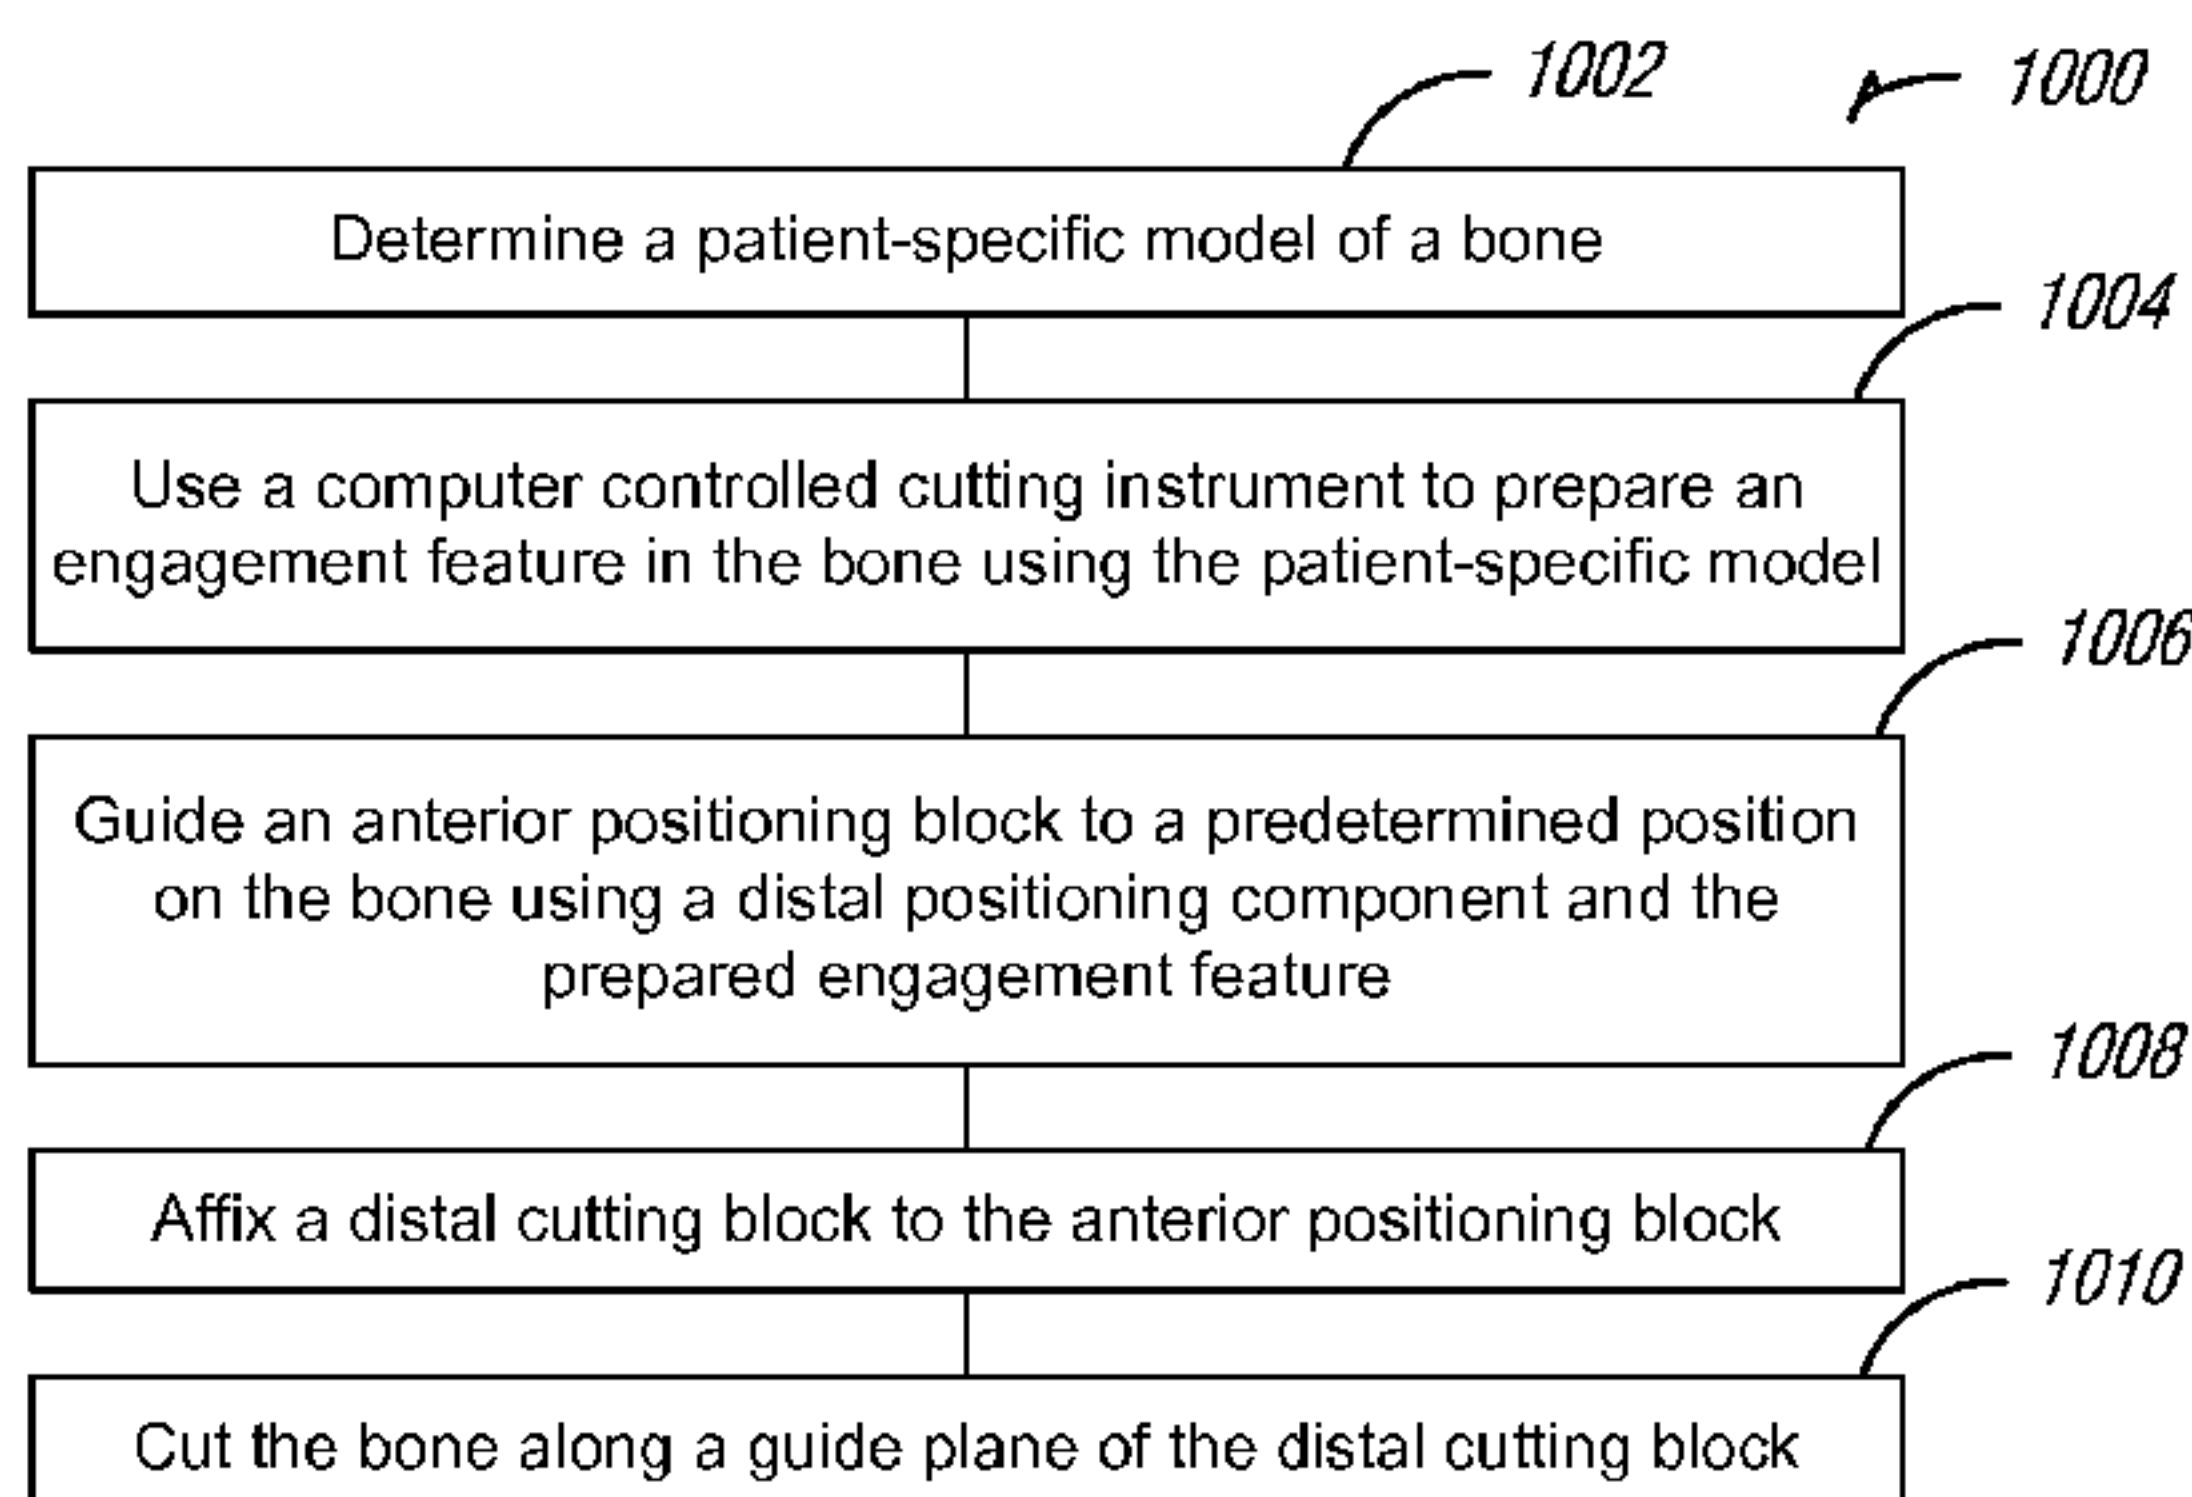 1002
1000
Determine a patient-specific model of a bone
1004
Use a computer controlled cutting instrument to prepare an
engagement feature in the bone using the patient-specific model
1006
Guide an anterior positioning block to a predetermined position
on the bone using a distal positioning component and the
prepared engagement feature
1008
Affix a distal cutting block to the anterior positioning block
1010
Cut the bone along a guide plane of the distal cutting block